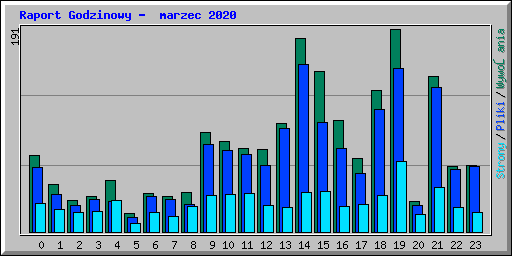 Raport Godzinowy -  marzec 2020
191
0 1 2 3 4 5 6 7 8 9 10 11 12 13 14 15 16 17 18 19 20 21 22 23
Strony / Pliki /